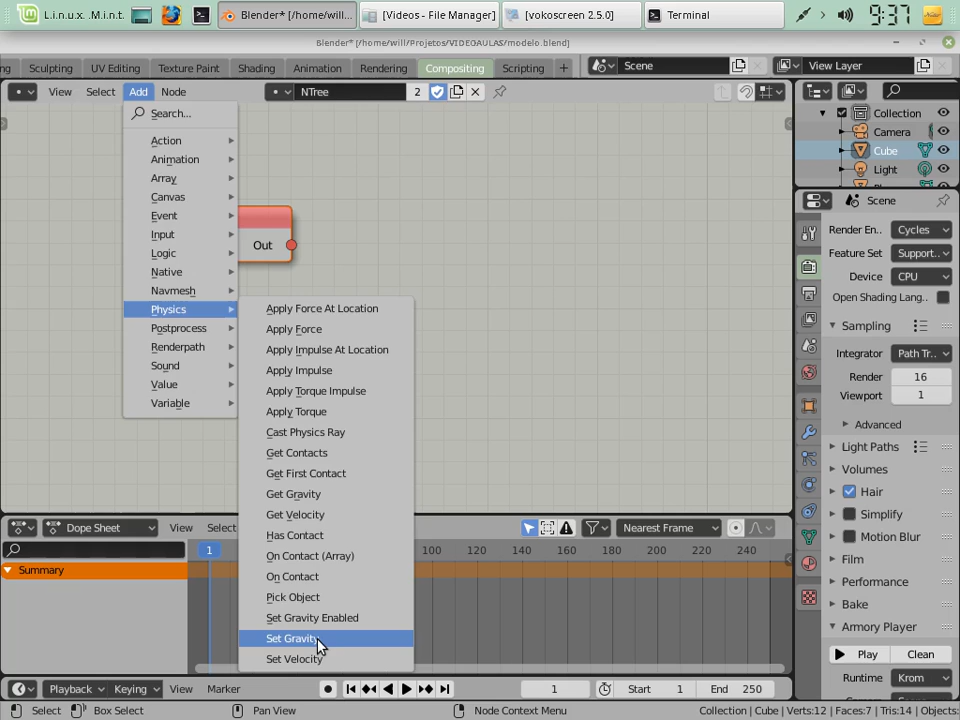 L.i.n.u.x. .M.i.n.t.
Blender* [/home/will...
[Videos - File Manager]
[vokoscreen 2.5.0]
Terminal
9:37
Blender* [/home/will/Projetos/VIDEOAULAS/modelo.blend]
ng
Sculpting
UV Editing
Texture Paint
Shading
Animation
Rendering
Compositing
Scripting
+
Scene
View Layer
View
Select
Add
Node
NTree
2
Search...
Action
Animation
Array
Canvas
Event
Input
Logic
Native
Navmesh
Physics
Postprocess
Renderpath
Sound
Value
Variable
Out
Apply Force At Location
Apply Force
Apply Impulse At Location
Apply Impulse
Apply Torque Impulse
Apply Torque
Cast Physics Ray
Get Contacts
Get First Contact
Get Gravity
Get Velocity
Has Contact
On Contact (Array)
On Contact
Pick Object
Set Gravity Enabled
Set Gravity
Set Velocity
Collection
Camera
Cube
Light
Scene
Render En..
Cycles
Feature Set
Support..
Device
CPU
Open Shading Lang..
Sampling
Integrator
Path Tr..
Render
16
Viewport
1
Advanced
Light Paths
Volumes
Hair
Simplify
Motion Blur
Film
Performance
Bake
Armory Player
Play
Clean
Runtime
Krom
Dope Sheet
View
Select
Nearest Frame
1
100
120
140
160
180
200
220
240
Summary
Playback
Keying
View
Marker
1
Start
1
End
250
Select
Box Select
Pan View
Node Context Menu
Collection | Cube | Verts:12 | Faces:7 | Tris:14 | Objects: